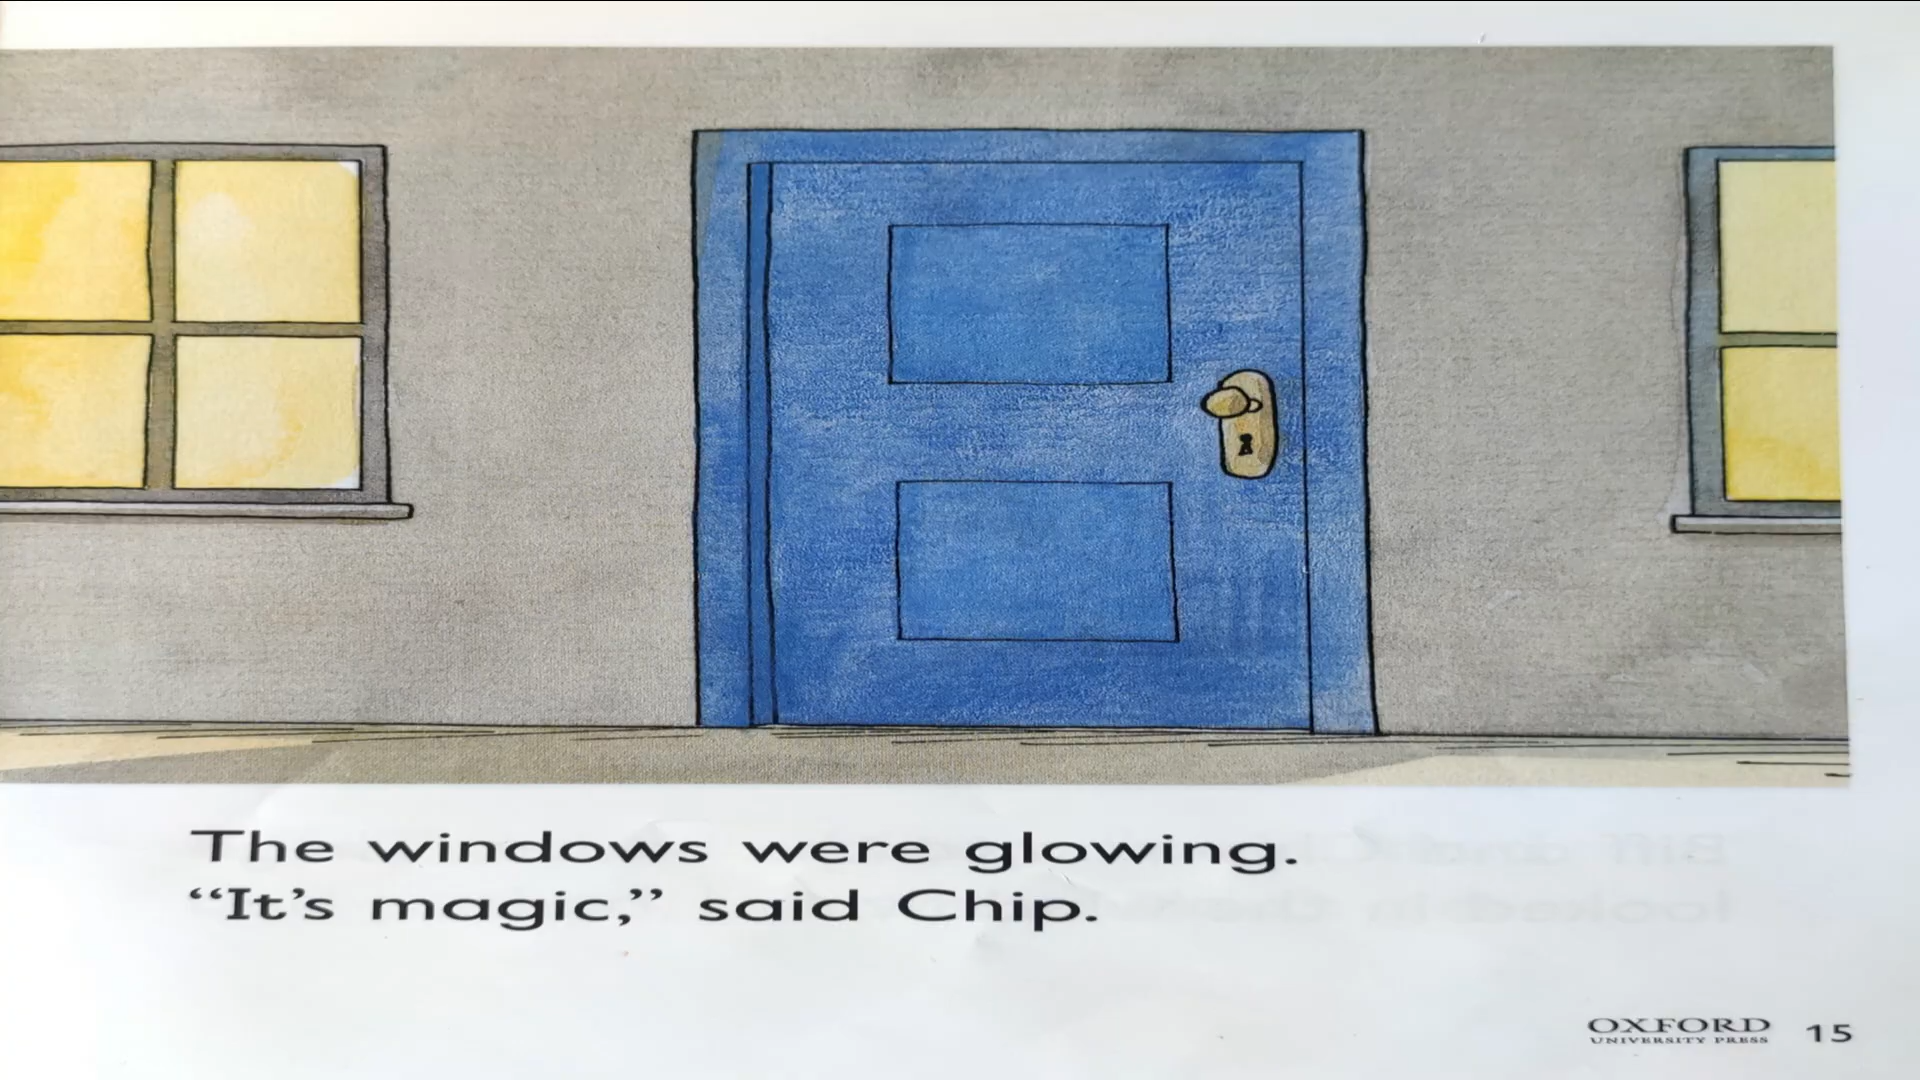 The windows were glowing.
“It’s magic,” said Chip.
OXFORD
UNIVERSITY PRESS
15